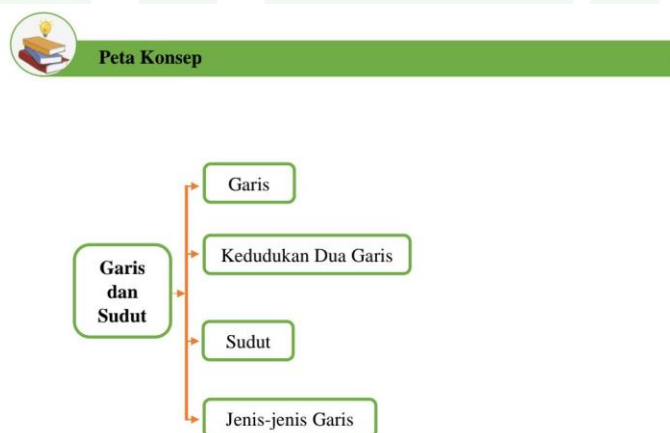 Peta Konsep
Garis
Kedudukan Dua Garis
Garis
dan
Sudut
Sudut
Jenis-jenis Garis